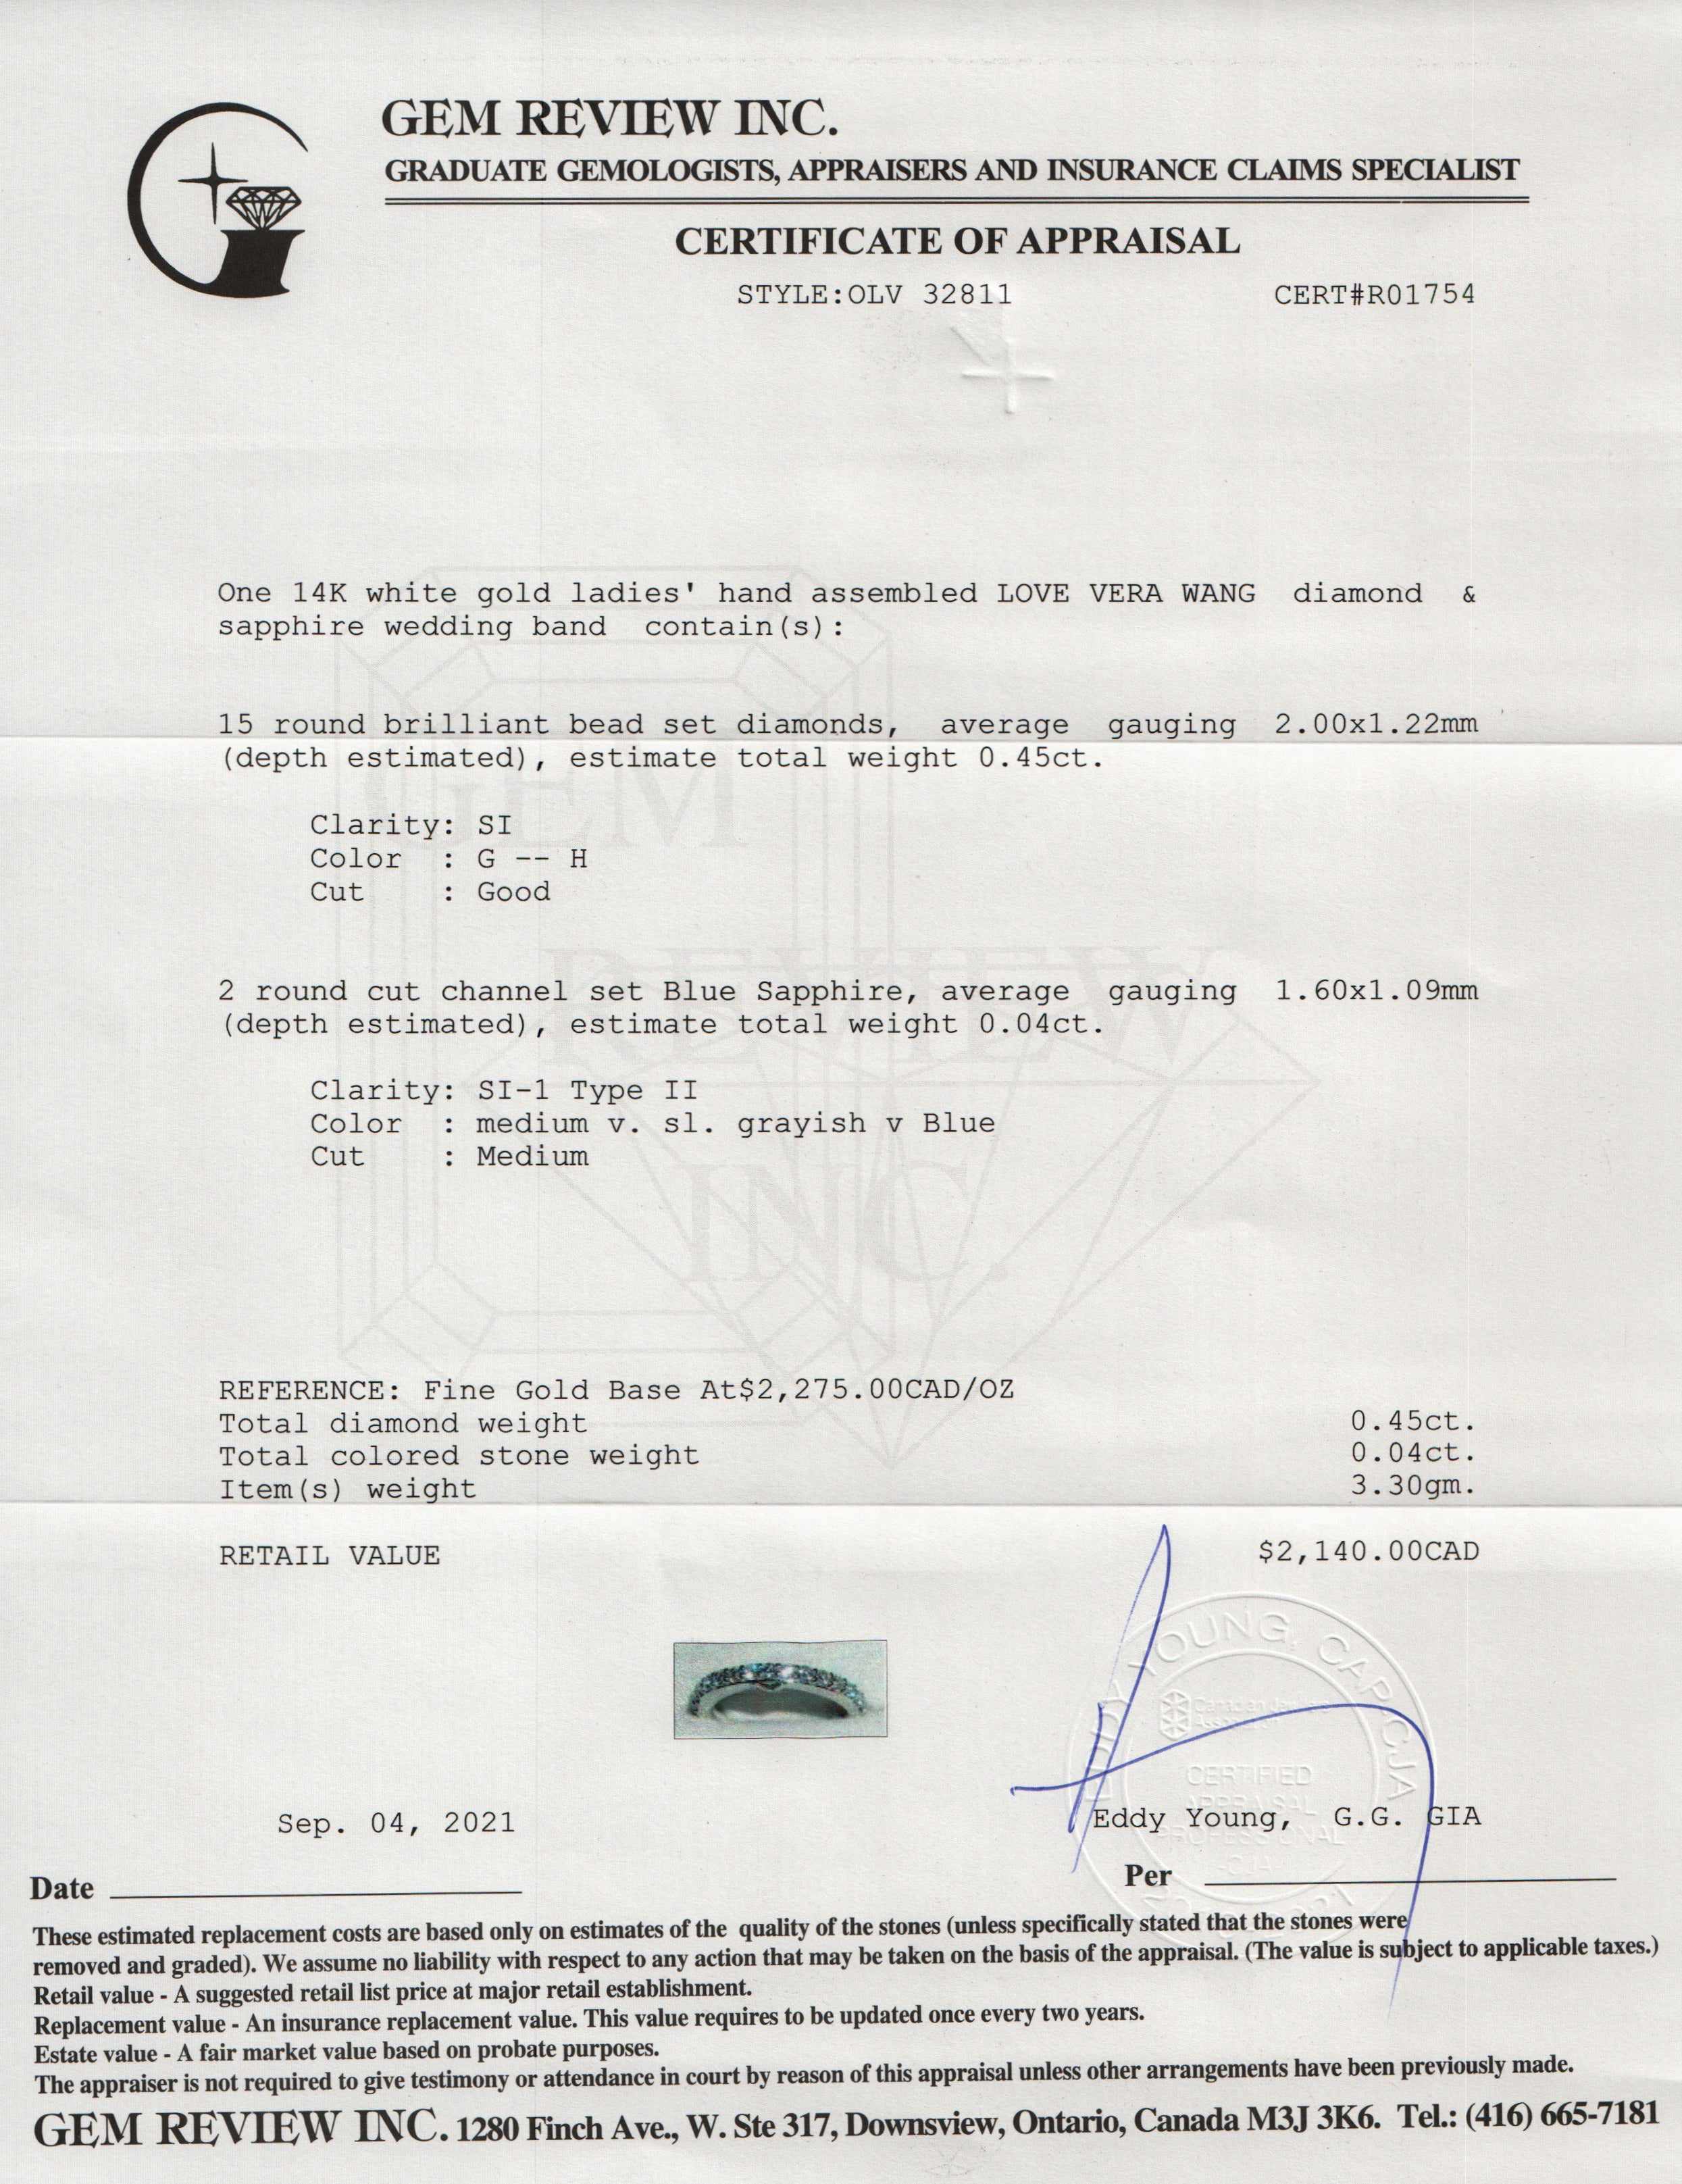 GEM REVIEW INC.
GRADUATE GEMOLOGISTS, APPRAISERS AND INSURANCE CLAIMS SPECIALIST
CERTIFICATE OF APPRAISAL
STYLE:OLV 32811 CERT#R01754
One 14K white gold ladies' hand assembled LOVE VERA WANG diamond &
sapphire wedding band contain(s):
15 round brilliant bead set diamonds, average gauging 2.00x1.22mm
(depth estimated), estimate total weight 0.45ct.
GEM
Clarity: SI
Color : G -- H
Cut : Good
REVIEW
2 round cut channel set Blue Sapphire, average gauging 1.60x1.09mm
(depth estimated), estimate total weight 0.04ct.
Clarity: SI-1 Type II
Color : medium v. sl. grayish v Blue
Cut : Medium
INC.
REFERENCE: Fine Gold Base At$2,275.00CAD/OZ
Total diamond weight 0.45ct.
Total colored stone weight 0.04ct.
Item(s) weight 3.30gm.
RETAIL VALUE $2,140.00CAD
YOUNG, CAP-CJA
Canadian Jewellers
Association
CERTIFIED
APPRAISAL
PROFESSIONAL
Sep. 04, 2021 Eddy Young, G.G. GIA
Date Per
These estimated replacement costs are based only on estimates of the quality of the stones (unless specifically stated that the stones were
removed and graded). We assume no liability with respect to any action that may be taken on the basis of the appraisal. (The value is subject to applicable taxes.)
Retail value - A suggested retail list price at major retail establishment.
Replacement value - An insurance replacement value. This value requires to be updated once every two years.
Estate value - A fair market value based on probate purposes.
The appraiser is not required to give testimony or attendance in court by reason of this appraisal unless other arrangements have been previously made.
GEM REVIEW INC. 1280 Finch Ave., W. Ste 317, Downsview, Ontario, Canada M3J 3K6. Tel.: (416) 665-7181